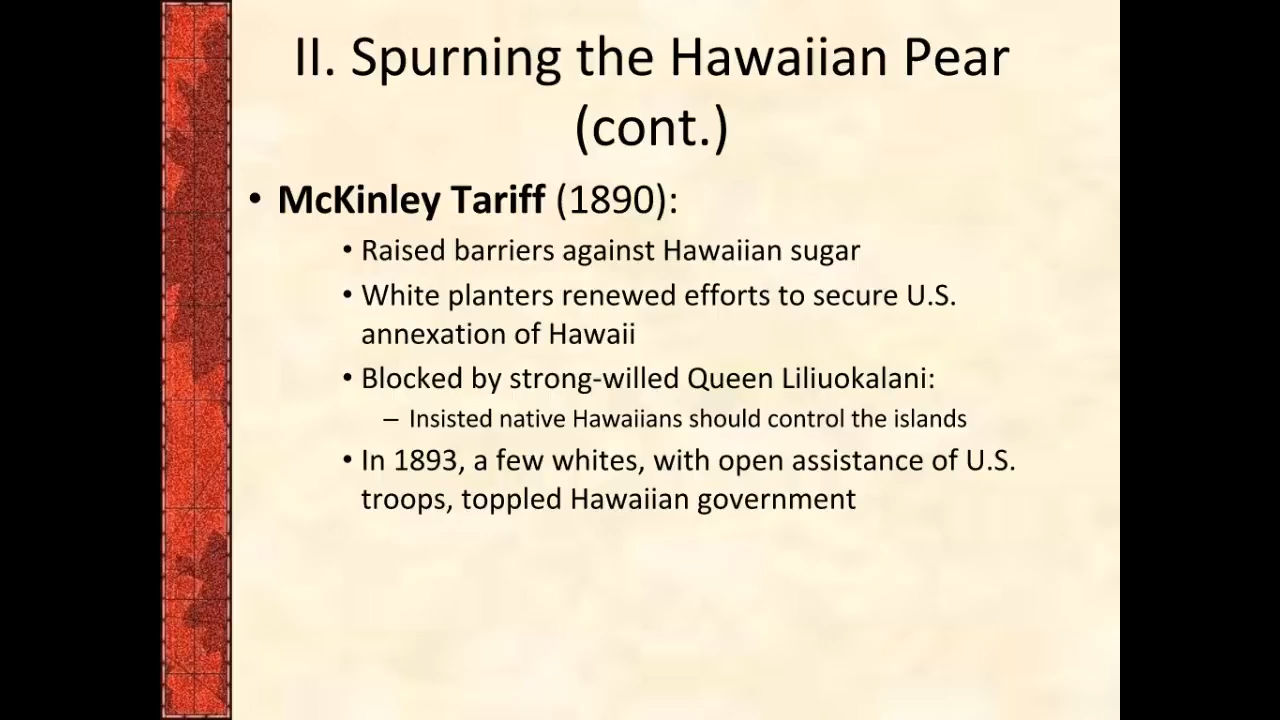 II. Spurning the Hawaiian Pear
(cont.)
• McKinley Tariff (1890):
• Raised barriers against Hawaiian sugar
• White planters renewed efforts to secure U.S.
annexation of Hawaii
• Blocked by strong-willed Queen Liliuokalani:
– Insisted native Hawaiians should control the islands
• In 1893, a few whites, with open assistance of U.S.
troops, toppled Hawaiian government